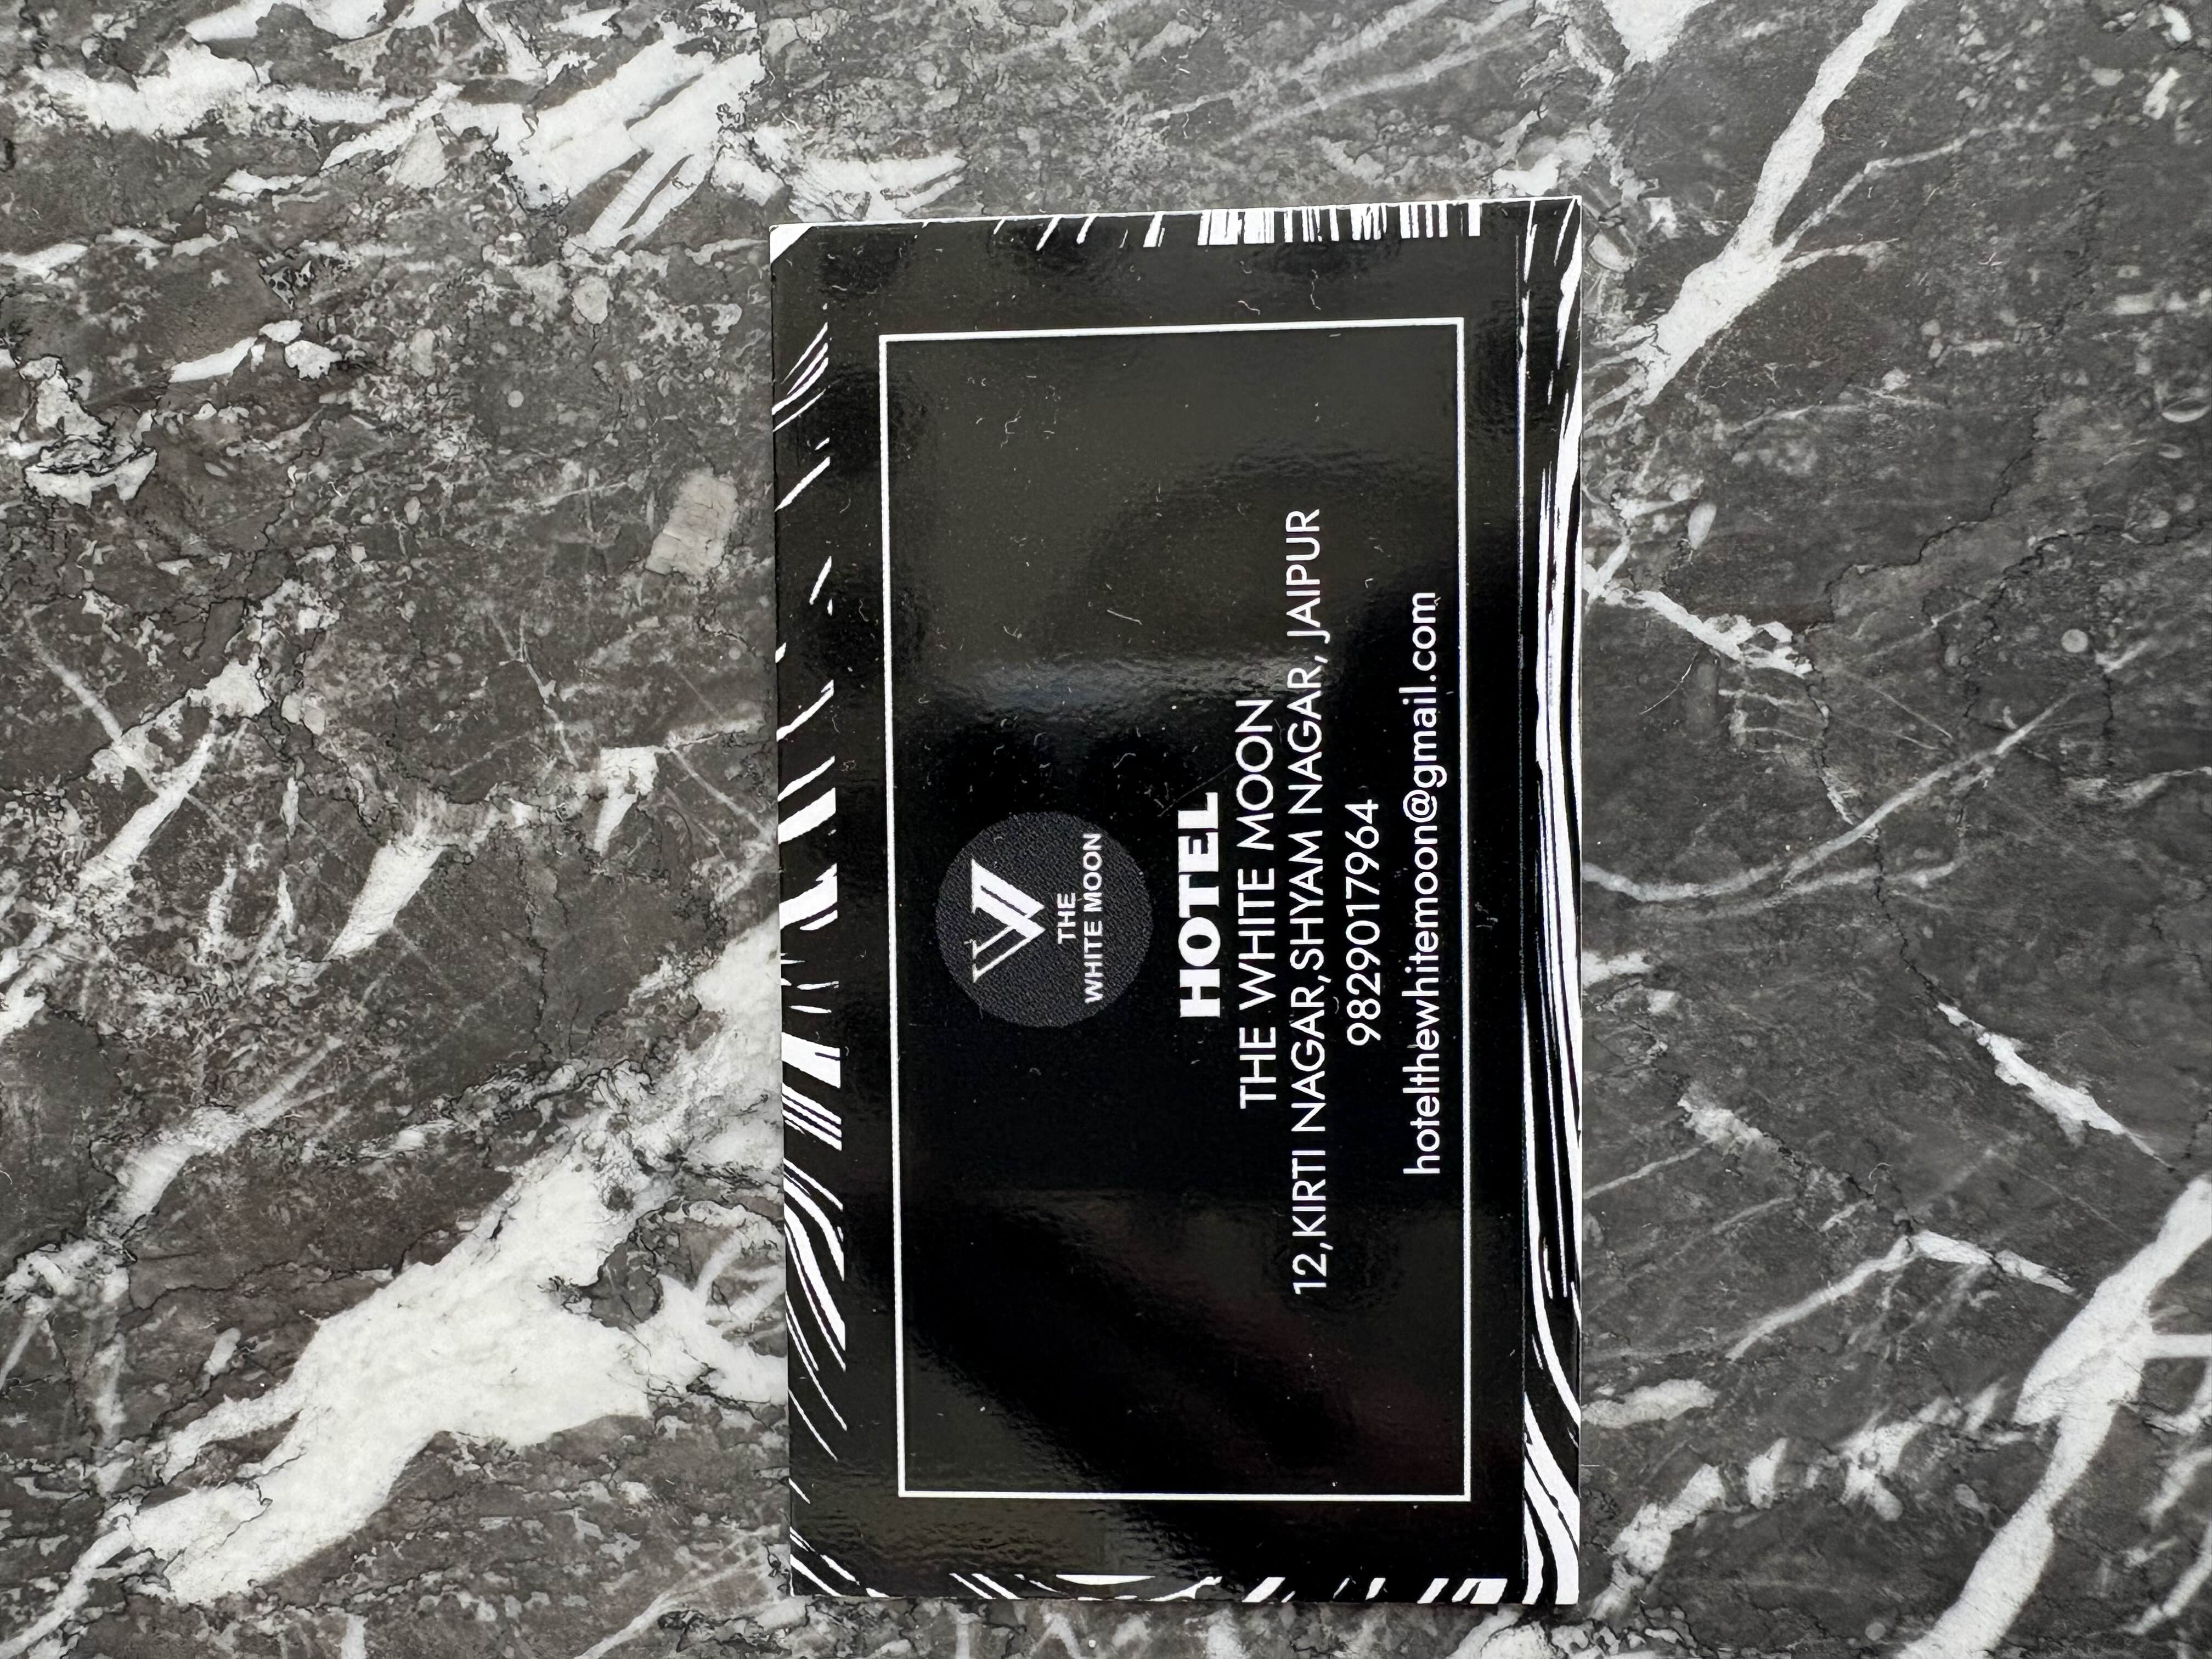 THE
WHITE MOON
HOTEL
THE WHITE MOON
12,KIRTI NAGAR,SHYAM NAGAR, JAIPUR
9829017964
hotelthewhitemoon@gmail.com